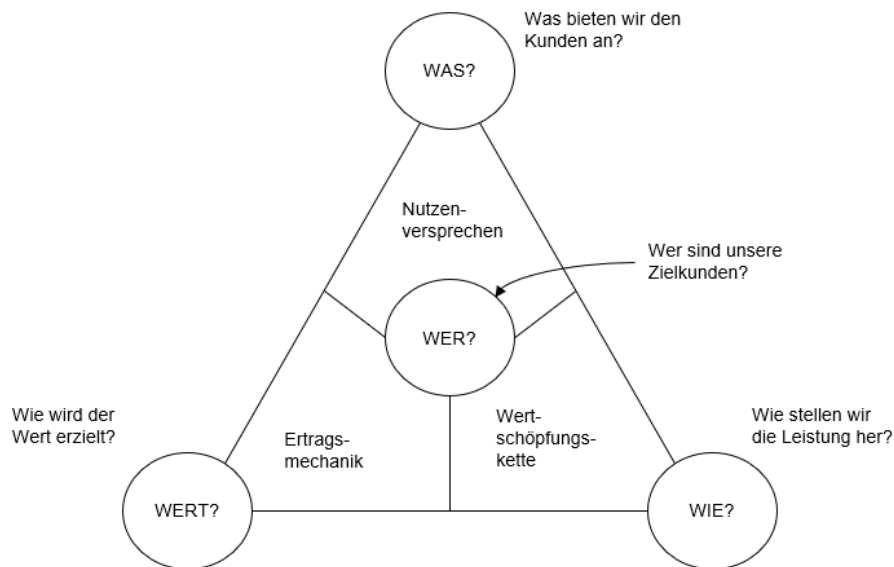 Was bieten wir den
Kunden an?
WAS?
Nutzen-
versprechen
Wer sind unsere
Zielkunden?
WER?
Wie wird der
Wert erzielt?
Ertrags-
mechanik
Wert-
schöpfungs-
kette
Wie stellen wir
die Leistung her?
WERT?
WIE?